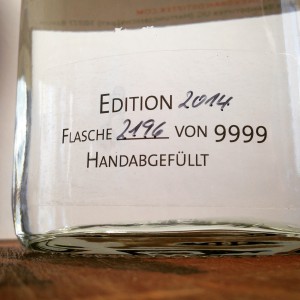 EDITION 2014
FLASCHE 2196 VON 9999
HANDABGEFÜLLT